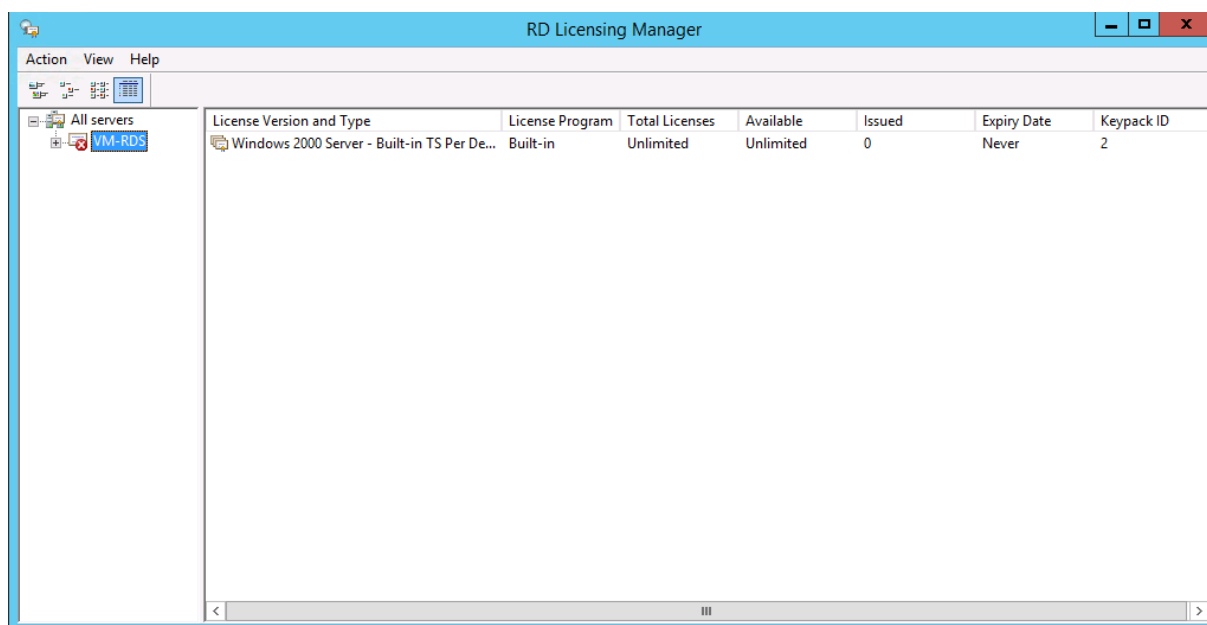 RD Licensing Manager
Action View Help
All servers
VM-RDS
License Version and Type License Program Total Licenses Available Issued Expiry Date Keypack ID
Windows 2000 Server - Built-in TS Per De... Built-in Unlimited Unlimited 0 Never 2